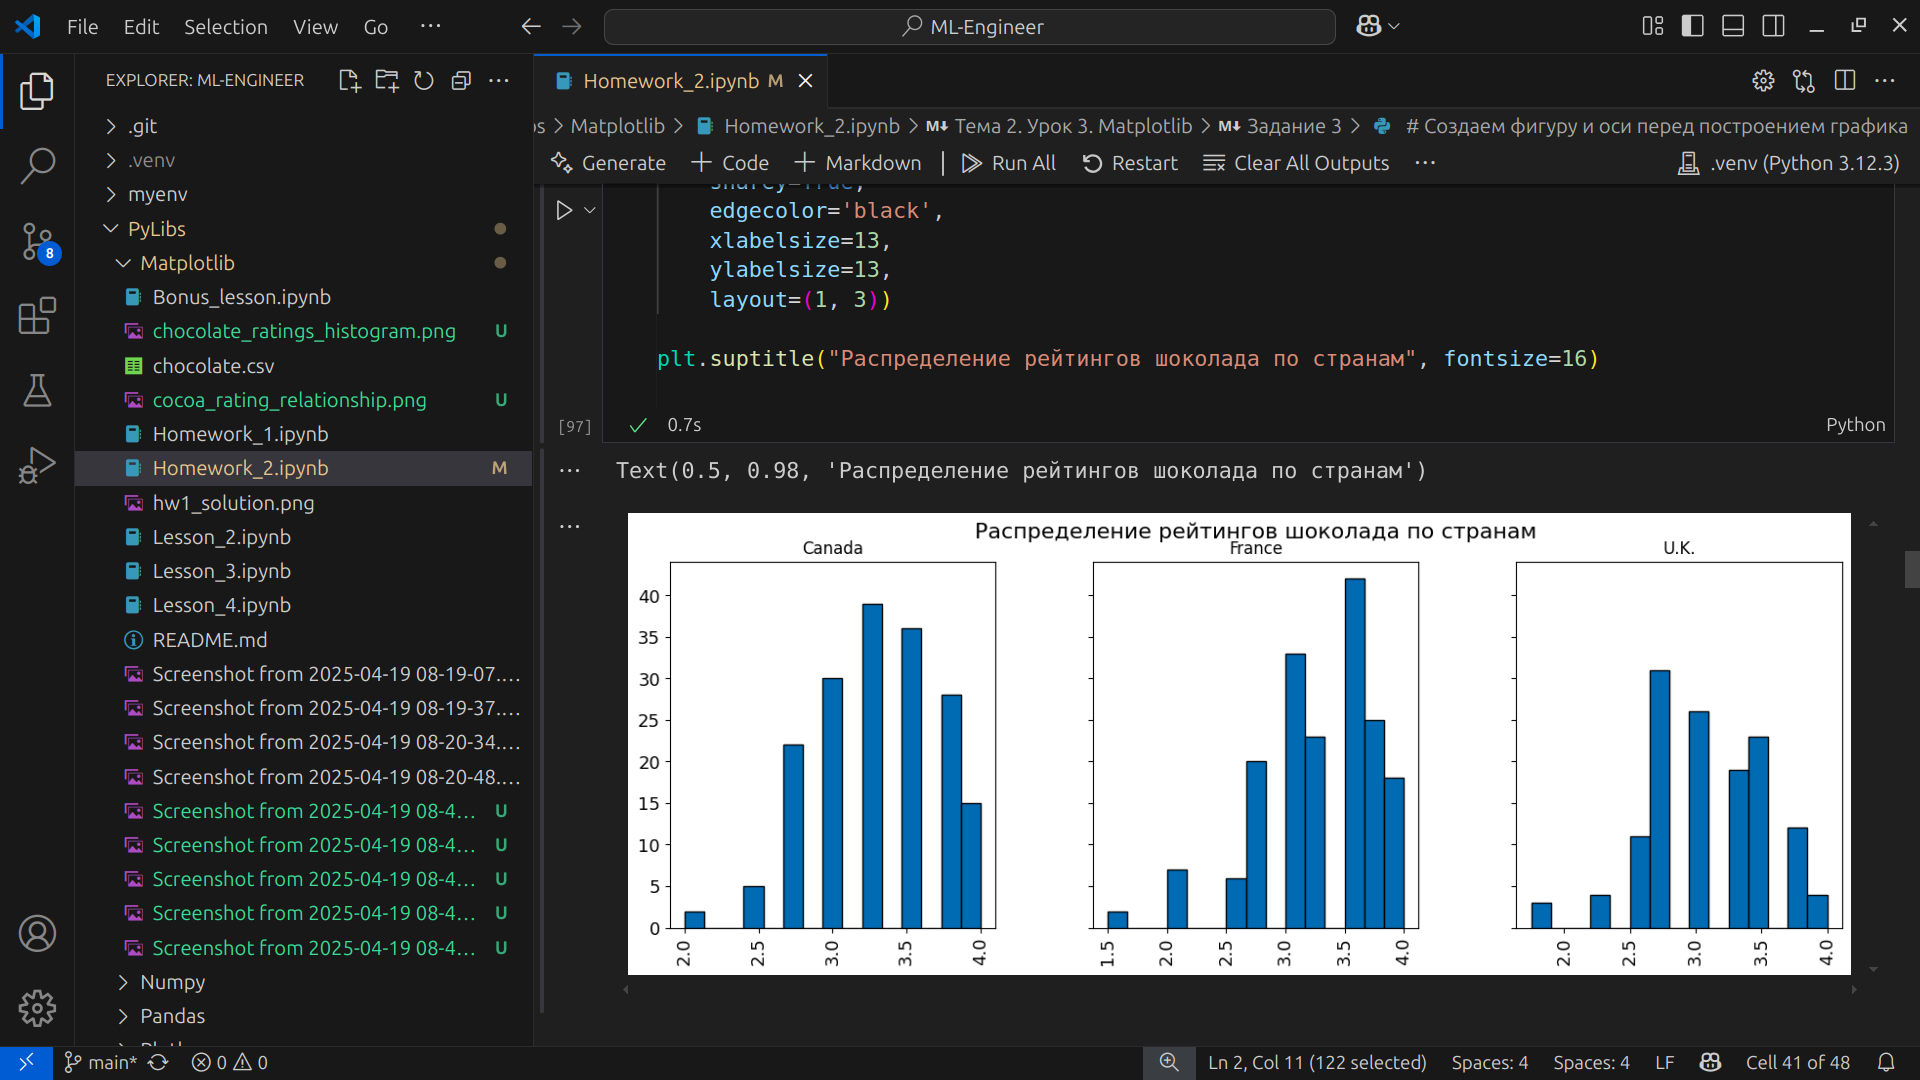 File Edit Selection View Go ···
ML-Engineer
EXPLORER: ML-ENGINEER
.git
.venv
myenv
PyLibs
Matplotlib
Bonus_lesson.ipynb
chocolate_ratings_histogram.png U
chocolate.csv
cocoa_rating_relationship.png U
Homework_1.ipynb
Homework_2.ipynb M
hw1_solution.png
Lesson_2.ipynb
Lesson_3.ipynb
Lesson_4.ipynb
README.md
Screenshot from 2025-04-19 08-19-07....
Screenshot from 2025-04-19 08-19-37....
Screenshot from 2025-04-19 08-20-34....
Screenshot from 2025-04-19 08-20-48....
Screenshot from 2025-04-19 08-4... U
Screenshot from 2025-04-19 08-4... U
Screenshot from 2025-04-19 08-4... U
Screenshot from 2025-04-19 08-4... U
Screenshot from 2025-04-19 08-4... U
Numpy
Pandas
8
Homework_2.ipynb M
Matplotlib > Homework_2.ipynb > M↓ Тема 2. Урок 3. Matplotlib > M↓ Задание 3 > # Создаем фигуру и оси перед построением графика
Generate + Code + Markdown | Run All Restart Clear All Outputs ··· .venv (Python 3.12.3)
sharey=True,
edgecolor='black',
xlabelsize=13,
ylabelsize=13,
layout=(1, 3))
plt.suptitle("Распределение рейтингов шоколада по странам", fontsize=16)
[97] 0.7s Python
Text(0.5, 0.98, 'Распределение рейтингов шоколада по странам')
Распределение рейтингов шоколада по странам
Canada France U.K.
40
35
30
25
20
15
10
5
0
2.0 2.5 3.0 3.5 4.0
1.5 2.0 2.5 3.0 3.5 4.0
2.0 2.5 3.0 3.5 4.0
main* 0 0 Ln 2, Col 11 (122 selected) Spaces: 4 Spaces: 4 LF Cell 41 of 48